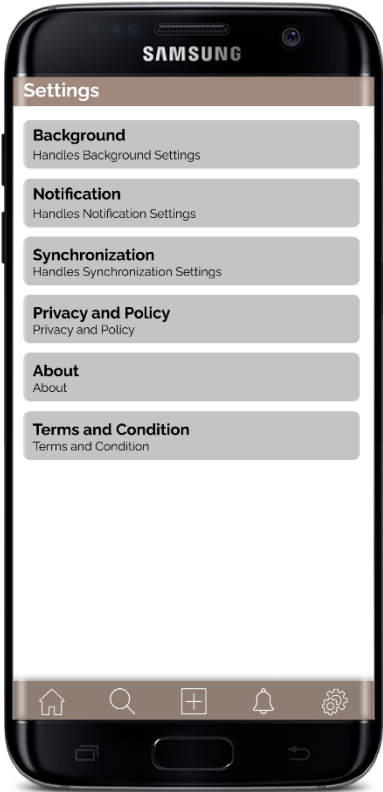 SAMSUNG
Settings
Background
Handles Background Settings
Notification
Handles Notification Settings
Synchronization
Handles Synchronization Settings
Privacy and Policy
Privacy and Policy
About
About
Terms and Condition
Terms and Condition